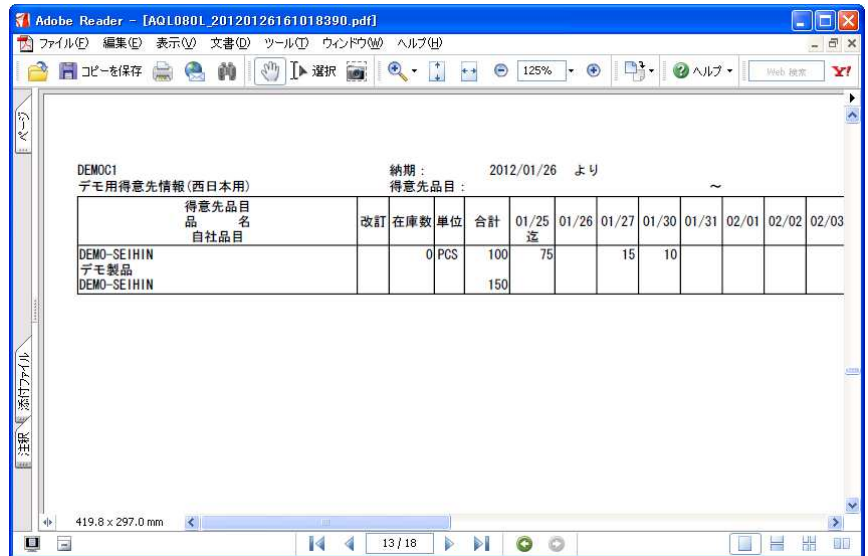 Adobe Reader - [AQL080L_20120126161018390.pdf]
ファイル(F) 編集(E) 表示(V) 文書(D) ツール(T) ウィンドウ(W) ヘルプ(H)
コピーを保存 選択 125% ヘルプ Web 検索 Y!
ページ
DEMOC1 納期: 2012/01/26 より
デモ用得意先情報(西日本用) 得意先品目: ～
得意先品目
品 名 改訂 在庫数 単位 合計 01/25 01/26 01/27 01/30 01/31 02/01 02/02 02/03
自社品目 迄
DEMO-SEIHIN 0 PCS 100 75 15 10
デモ製品
DEMO-SEIHIN 150
添付ファイル
注釈
419.8 x 297.0 mm
13 / 18